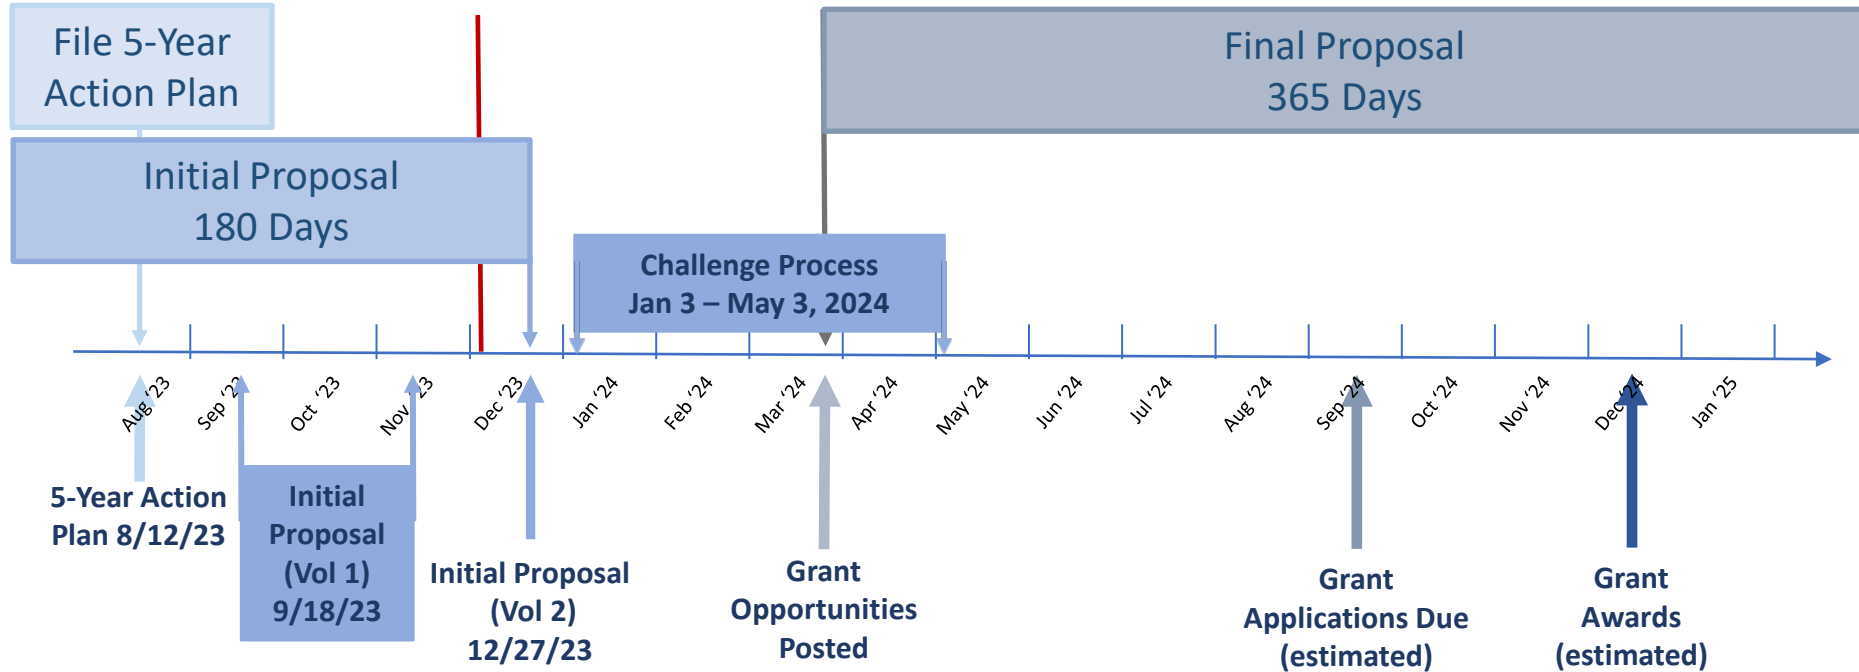 File 5-Year
Action Plan
Final Proposal
365 Days
Initial Proposal
180 Days
Challenge Process
Jan 3 – May 3, 2024
Aug ‘23
Sep ‘23
Oct ‘23
Nov ‘23
Dec ‘23
Jan ‘24
Feb ‘24
Mar ‘24
Apr ‘24
May ‘24
Jun ‘24
Jul ‘24
Aug ‘24
Sep ‘24
Oct ‘24
Nov ‘24
Dec ‘24
Jan ‘25
5-Year Action
Plan 8/12/23
Initial
Proposal
(Vol 1)
9/18/23
Initial Proposal
(Vol 2)
12/27/23
Grant
Opportunities
Posted
Grant
Applications Due
(estimated)
Grant
Awards
(estimated)